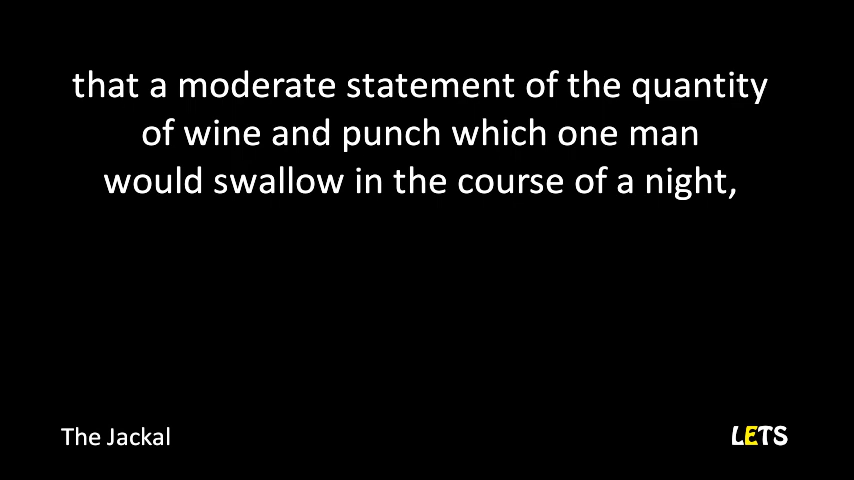 that a moderate statement of the quantity
of wine and punch which one man
would swallow in the course of a night,
The Jackal
LETS